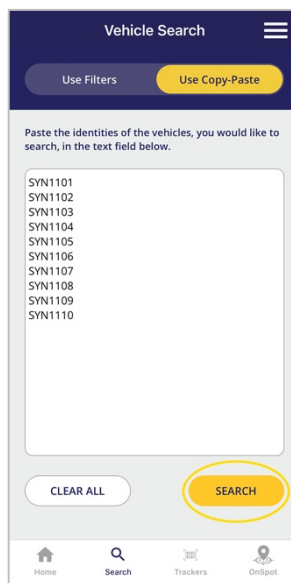 Vehicle Search
Use Filters
Use Copy-Paste
Paste the identities of the vehicles, you would like to
search, in the text field below.
SYN1101
SYN1102
SYN1103
SYN1104
SYN1105
SYN1106
SYN1107
SYN1108
SYN1109
SYN1110
CLEAR ALL
SEARCH
Home
Search
Trackers
OnSpot